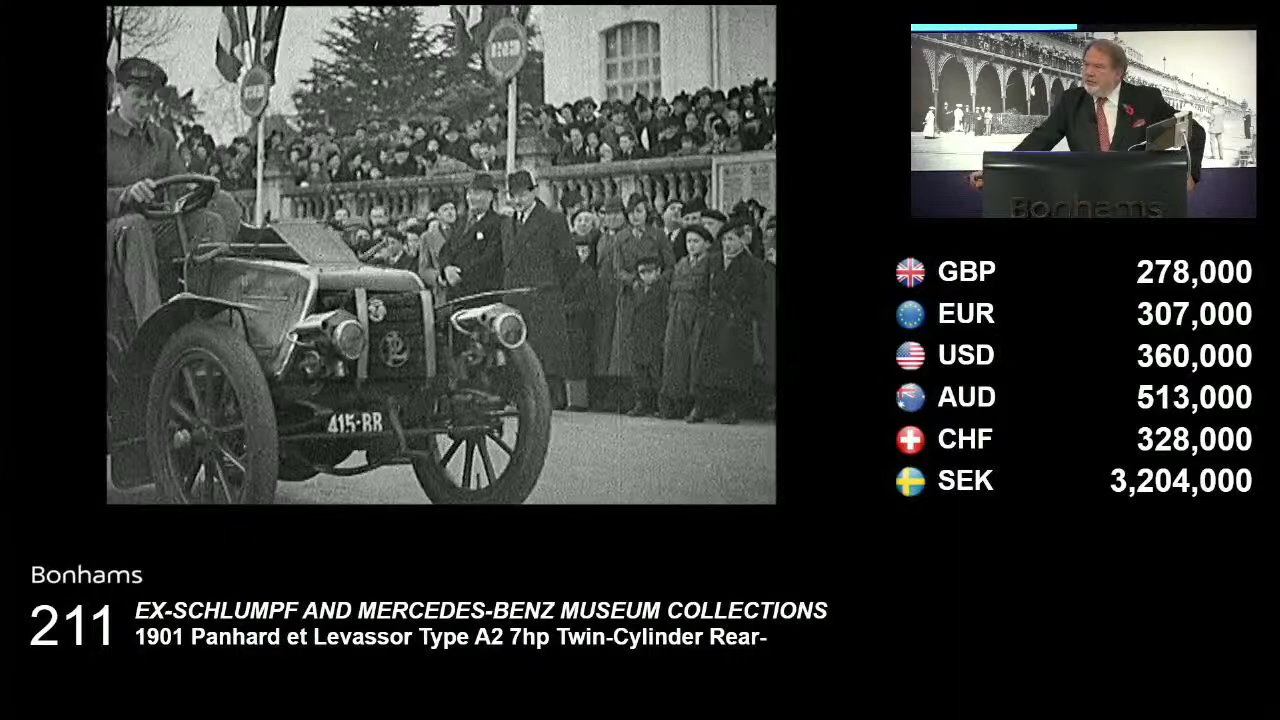 415-BB
Bonhams
GBP 278,000
EUR 307,000
USD 360,000
AUD 513,000
CHF 328,000
SEK 3,204,000
Bonhams
211
EX-SCHLUMPF AND MERCEDES-BENZ MUSEUM COLLECTIONS
1901 Panhard et Levassor Type A2 7hp Twin-Cylinder Rear-